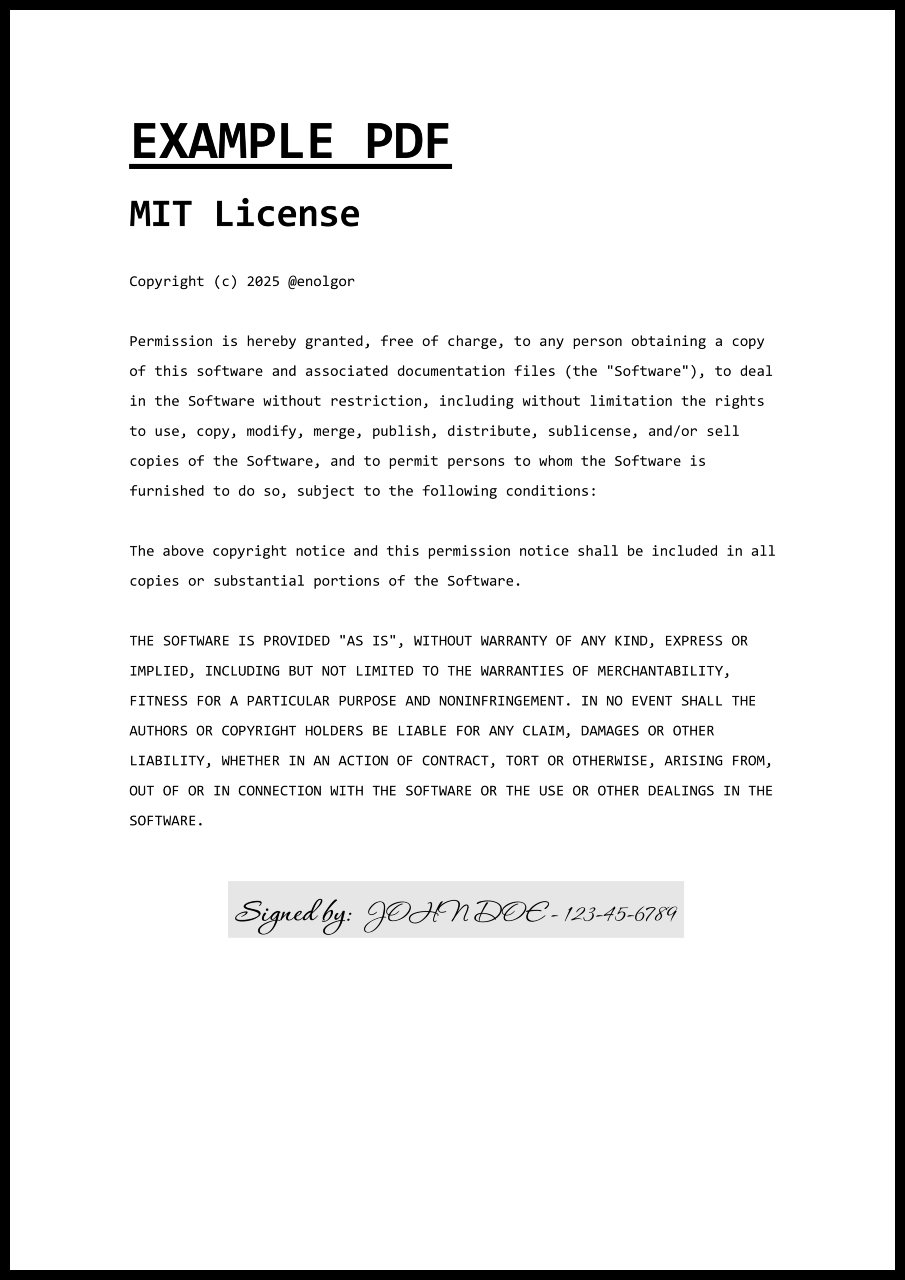 EXAMPLE PDF
MIT License
Copyright (c) 2025 @enolgor
Permission is hereby granted, free of charge, to any person obtaining a copy
of this software and associated documentation files (the "Software"), to deal
in the Software without restriction, including without limitation the rights
to use, copy, modify, merge, publish, distribute, sublicense, and/or sell
copies of the Software, and to permit persons to whom the Software is
furnished to do so, subject to the following conditions:
The above copyright notice and this permission notice shall be included in all
copies or substantial portions of the Software.
THE SOFTWARE IS PROVIDED "AS IS", WITHOUT WARRANTY OF ANY KIND, EXPRESS OR
IMPLIED, INCLUDING BUT NOT LIMITED TO THE WARRANTIES OF MERCHANTABILITY,
FITNESS FOR A PARTICULAR PURPOSE AND NONINFRINGEMENT. IN NO EVENT SHALL THE
AUTHORS OR COPYRIGHT HOLDERS BE LIABLE FOR ANY CLAIM, DAMAGES OR OTHER
LIABILITY, WHETHER IN AN ACTION OF CONTRACT, TORT OR OTHERWISE, ARISING FROM,
OUT OF OR IN CONNECTION WITH THE SOFTWARE OR THE USE OR OTHER DEALINGS IN THE
SOFTWARE.
Signed by: JOHN DOE - 123-45-6789